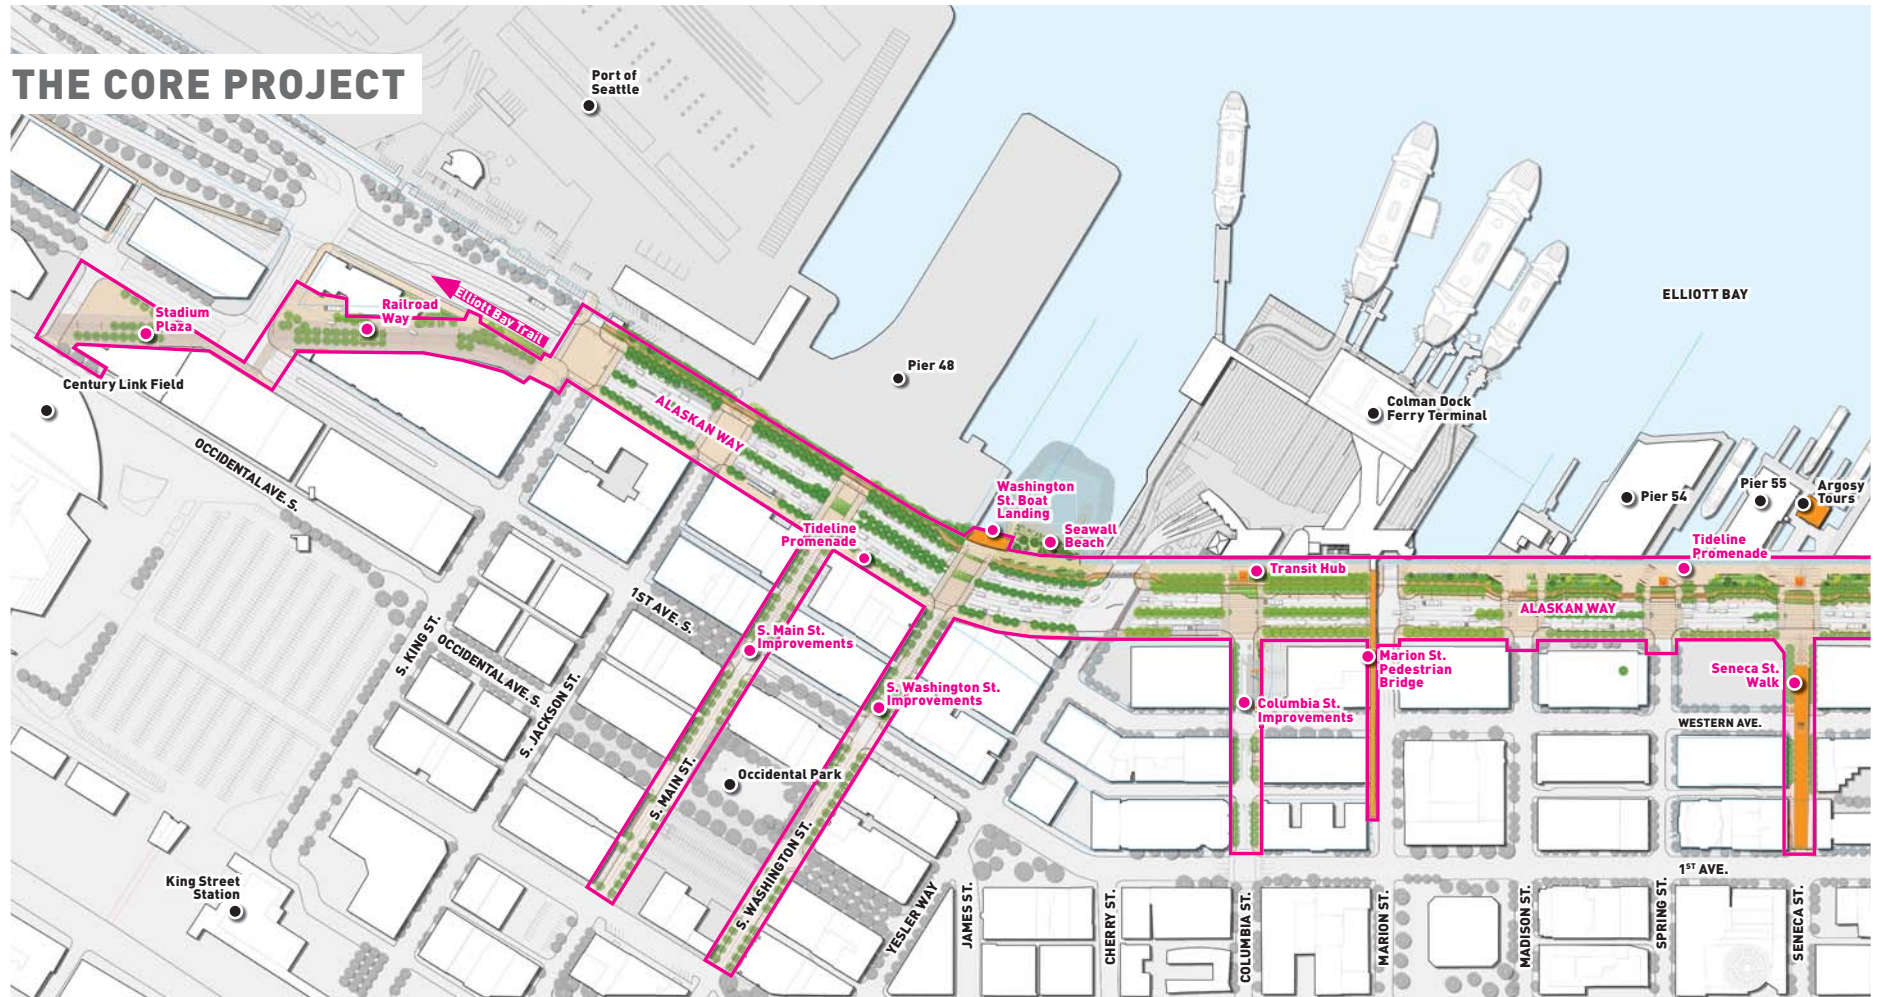 THE CORE PROJECT
Port of
Seattle
ELLIOTT BAY
Stadium
Plaza
Railroad
Way
Elliott Bay Trail
Century Link Field
Pier 48
Colman Dock
Ferry Terminal
ALASKAN WAY
OCCIDENTAL AVE. S.
Washington
St. Boat
Landing
Seawall
Beach
Pier 54
Pier 55
Argosy
Tours
Tideline
Promenade
Tideline
Promenade
Transit Hub
ALASKAN WAY
1ST AVE. S.
S. KING ST.
OCCIDENTAL AVE. S.
S. JACKSON ST.
S. Main St.
Improvements
S. Washington St.
Improvements
Marion St.
Pedestrian
Bridge
Columbia St.
Improvements
Seneca St.
Walk
WESTERN AVE.
S. MAIN ST.
Occidental Park
S. WASHINGTON ST.
1ST AVE.
King Street
Station
YESLER WAY
JAMES ST.
CHERRY ST.
COLUMBIA ST.
MARION ST.
MADISON ST.
SPRING ST.
SENECA ST.